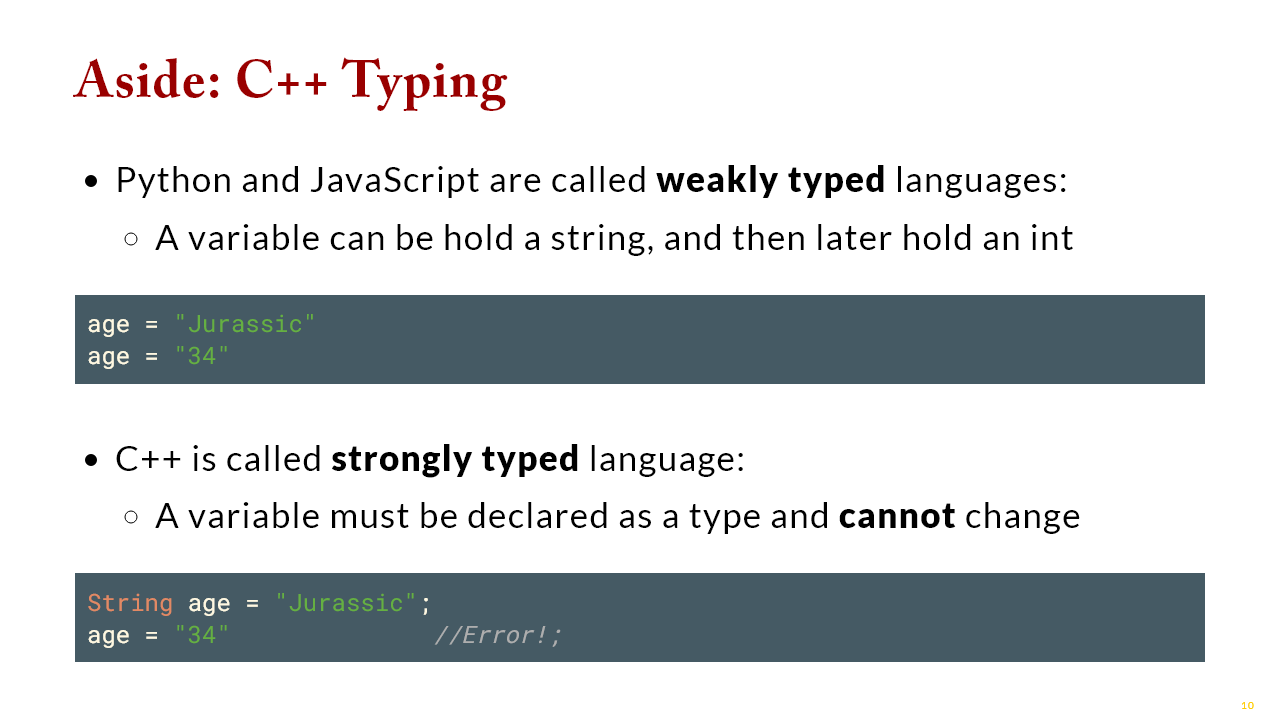 Aside: C++ Typing
• Python and JavaScript are called weakly typed languages:
○ A variable can be hold a string, and then later hold an int
age = "Jurassic"
age = "34"
• C++ is called strongly typed language:
○ A variable must be declared as a type and cannot change
String age = "Jurassic";
age = "34" //Error!;
10